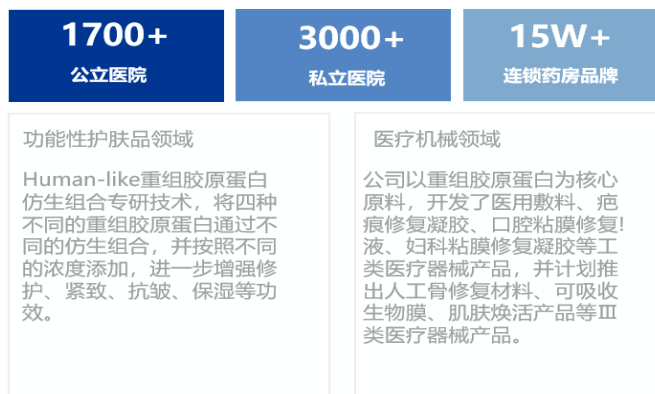 1700+
公立医院
3000+
私立医院
15W+
连锁药房品牌
功能性护肤品领域
Human-like重组胶原蛋白
仿生组合专研技术，将四种
不同的重组胶原蛋白通过不
同的仿生组合，并按照不同
的浓度添加，进一步增强修
护、紧致、抗皱、保湿等功
效。
医疗机械领域
公司以重组胶原蛋白为核心
原料，开发了医用敷料、疤
痕修复凝胶、口腔粘膜修复!
液、妇科粘膜修复凝胶等工
类医疗器械产品，并计划推
出人工骨修复材料、可吸收
生物膜、肌肤焕活产品等Ⅲ
类医疗器械产品。